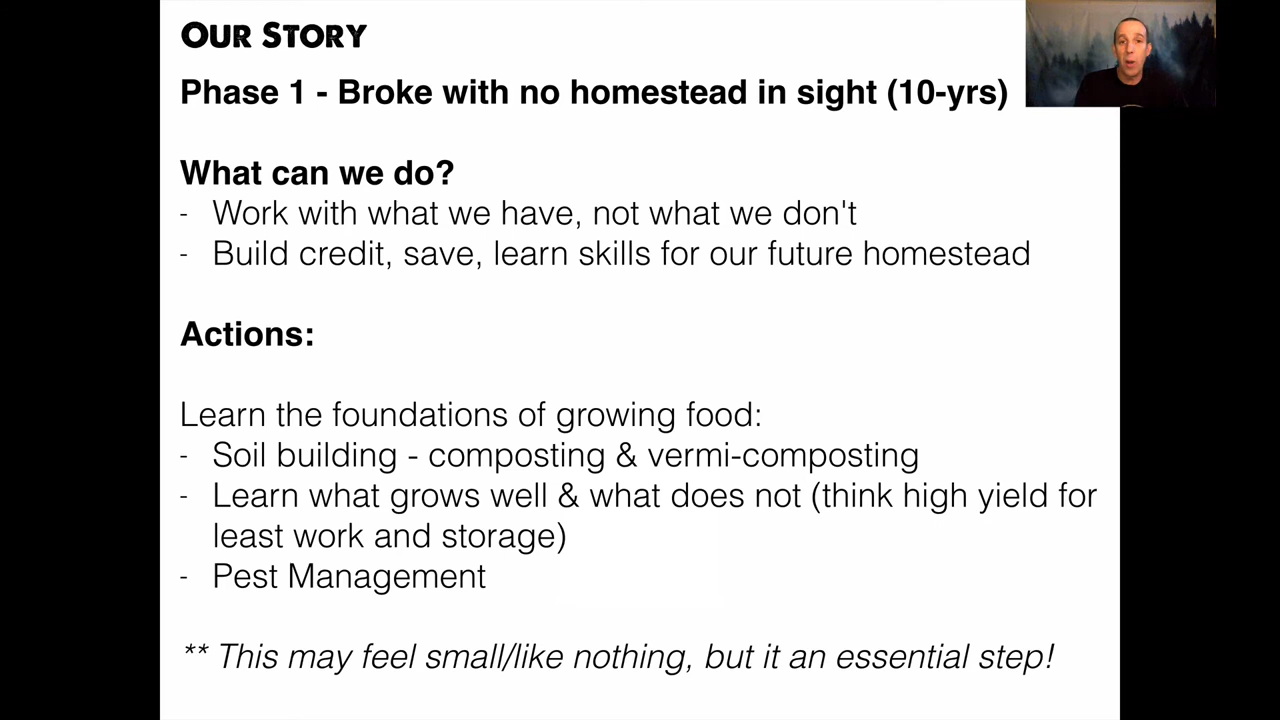 OUR STORY
Phase 1 - Broke with no homestead in sight (10-yrs)
What can we do?
- Work with what we have, not what we don't
- Build credit, save, learn skills for our future homestead
Actions:
Learn the foundations of growing food:
- Soil building - composting & vermi-composting
- Learn what grows well & what does not (think high yield for
least work and storage)
- Pest Management
** This may feel small/like nothing, but it an essential step!